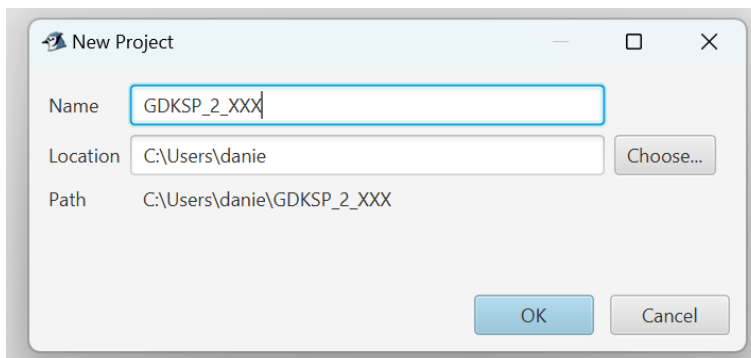 New Project
Name GDKSP_2_XXX
Location C:\Users\danie Choose...
Path C:\Users\danie\GDKSP_2_XXX
OK Cancel